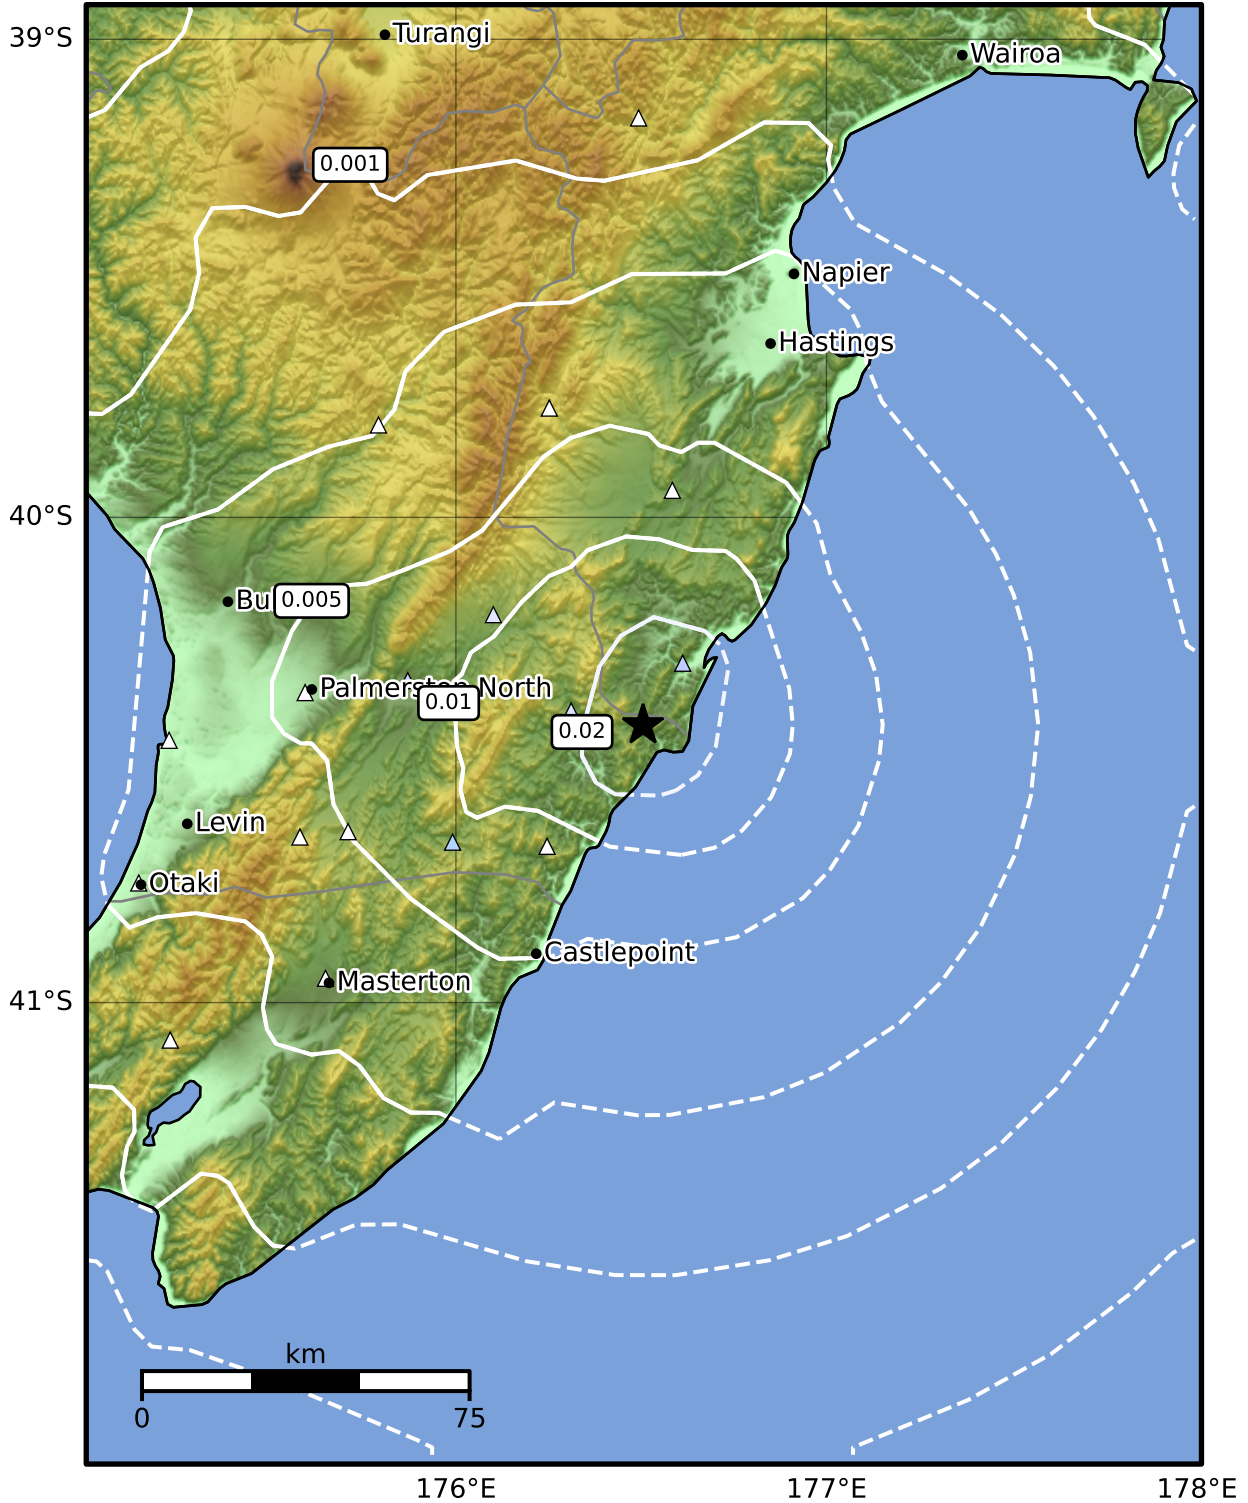 39°S
Turangi
Wairoa
0.001
Napier
Hastings
40°S
Bu
0.005
Palmerston North
0.01
0.02
Levin
Otaki
Castlepoint
Masterton
41°S
km
0 75
176°E 177°E 178°E